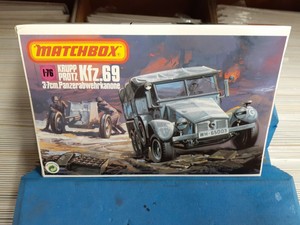 MATCHBOX
1-76
KRUPP
PROTZ Kfz.69
3·7cm.Panzerabwehrkanone